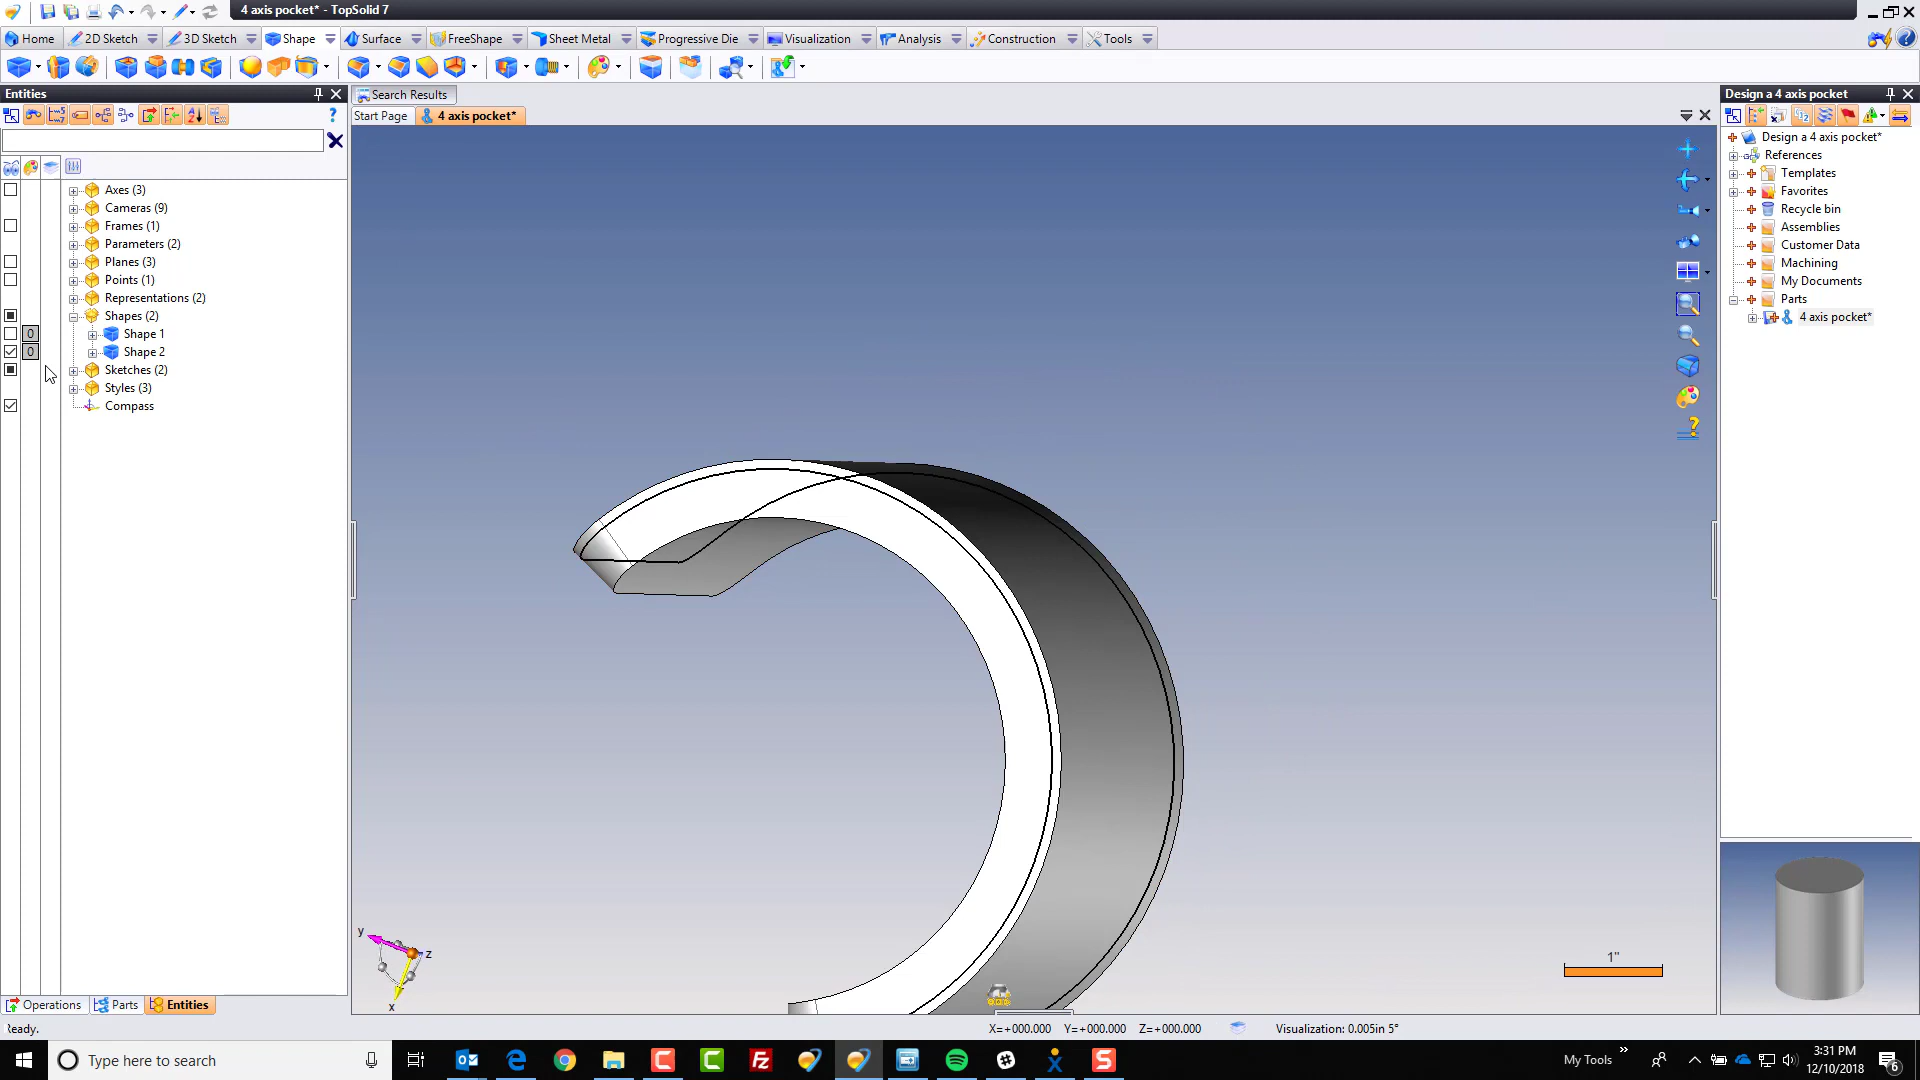 4 axis pocket* - TopSolid 7
Home 2D Sketch 3D Sketch Shape Surface FreeShape Sheet Metal Progressive Die Visualization Analysis Construction Tools
Entities
Search Results
Start Page 4 axis pocket*
Axes (3)
Cameras (9)
Frames (1)
Parameters (2)
Planes (3)
Points (1)
Representations (2)
Shapes (2)
0 Shape 1
0 Shape 2
Sketches (2)
Styles (3)
Compass
Design a 4 axis pocket
Design a 4 axis pocket*
References
Templates
Favorites
Recycle bin
Assemblies
Customer Data
Machining
My Documents
Parts
4 axis pocket*
y
z
x
1"
Operations Parts Entities
Ready.
X=+000.000 Y=+000.000 Z=+000.000 Visualization: 0.005in 5°
Type here to search
My Tools
3:31 PM
12/10/2018
6